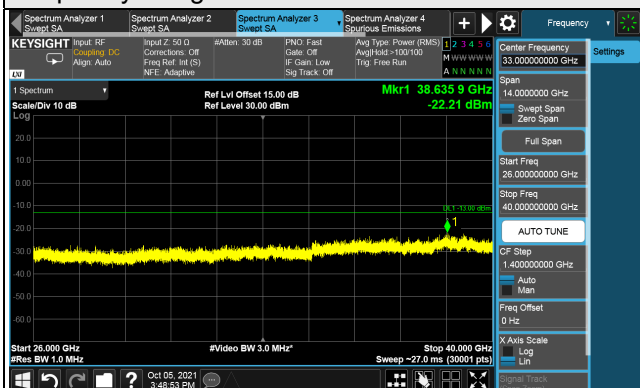 Spectrum Analyzer 1
Swept SA
Spectrum Analyzer 2
Swept SA
Spectrum Analyzer 3
Swept SA
Spectrum Analyzer 4
Spurious Emissions
Frequency
KEYSIGHT
LXI
Input: RF
Coupling: DC
Align: Auto
Input Z: 50 Ω
Corrections: Off
Freq Ref: Int (S)
NFE: Adaptive
#Atten: 30 dB
PNO: Fast
Gate: Off
IF Gain: Low
Sig Track: Off
Avg Type: Power (RMS)
Avg|Hold:>100/100
Trig: Free Run
1 2 3 4 5 6
M W W W W W
A N N N N N
1 Spectrum
Scale/Div 10 dB
Log
Ref Lvl Offset 15.00 dB
Ref Level 30.00 dBm
Mkr1 38.635 9 GHz
-22.21 dBm
20.0
10.0
0.00
-10.0
-20.0
-30.0
-40.0
-50.0
-60.0
DL1 -13.00 dBm
1
Start 26.000 GHz
#Res BW 1.0 MHz
#Video BW 3.0 MHz*
Stop 40.000 GHz
Sweep ~27.0 ms (30001 pts)
Oct 05, 2021
3:48:53 PM
Center Frequency
33.000000000 GHz
Settings
Span
14.0000000 GHz
Swept Span
Zero Span
Full Span
Start Freq
26.000000000 GHz
Stop Freq
40.000000000 GHz
AUTO TUNE
CF Step
1.400000000 GHz
Auto
Man
Freq Offset
0 Hz
X Axis Scale
Log
Lin
Signal Track